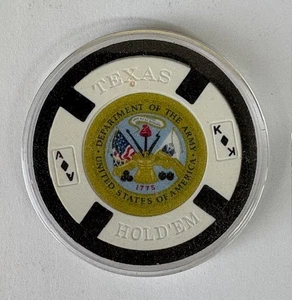 TEXAS
DEPARTMENT OF THE ARMY
UNITED STATES OF AMERICA
1775
A
A
K
K
HOLD'EM